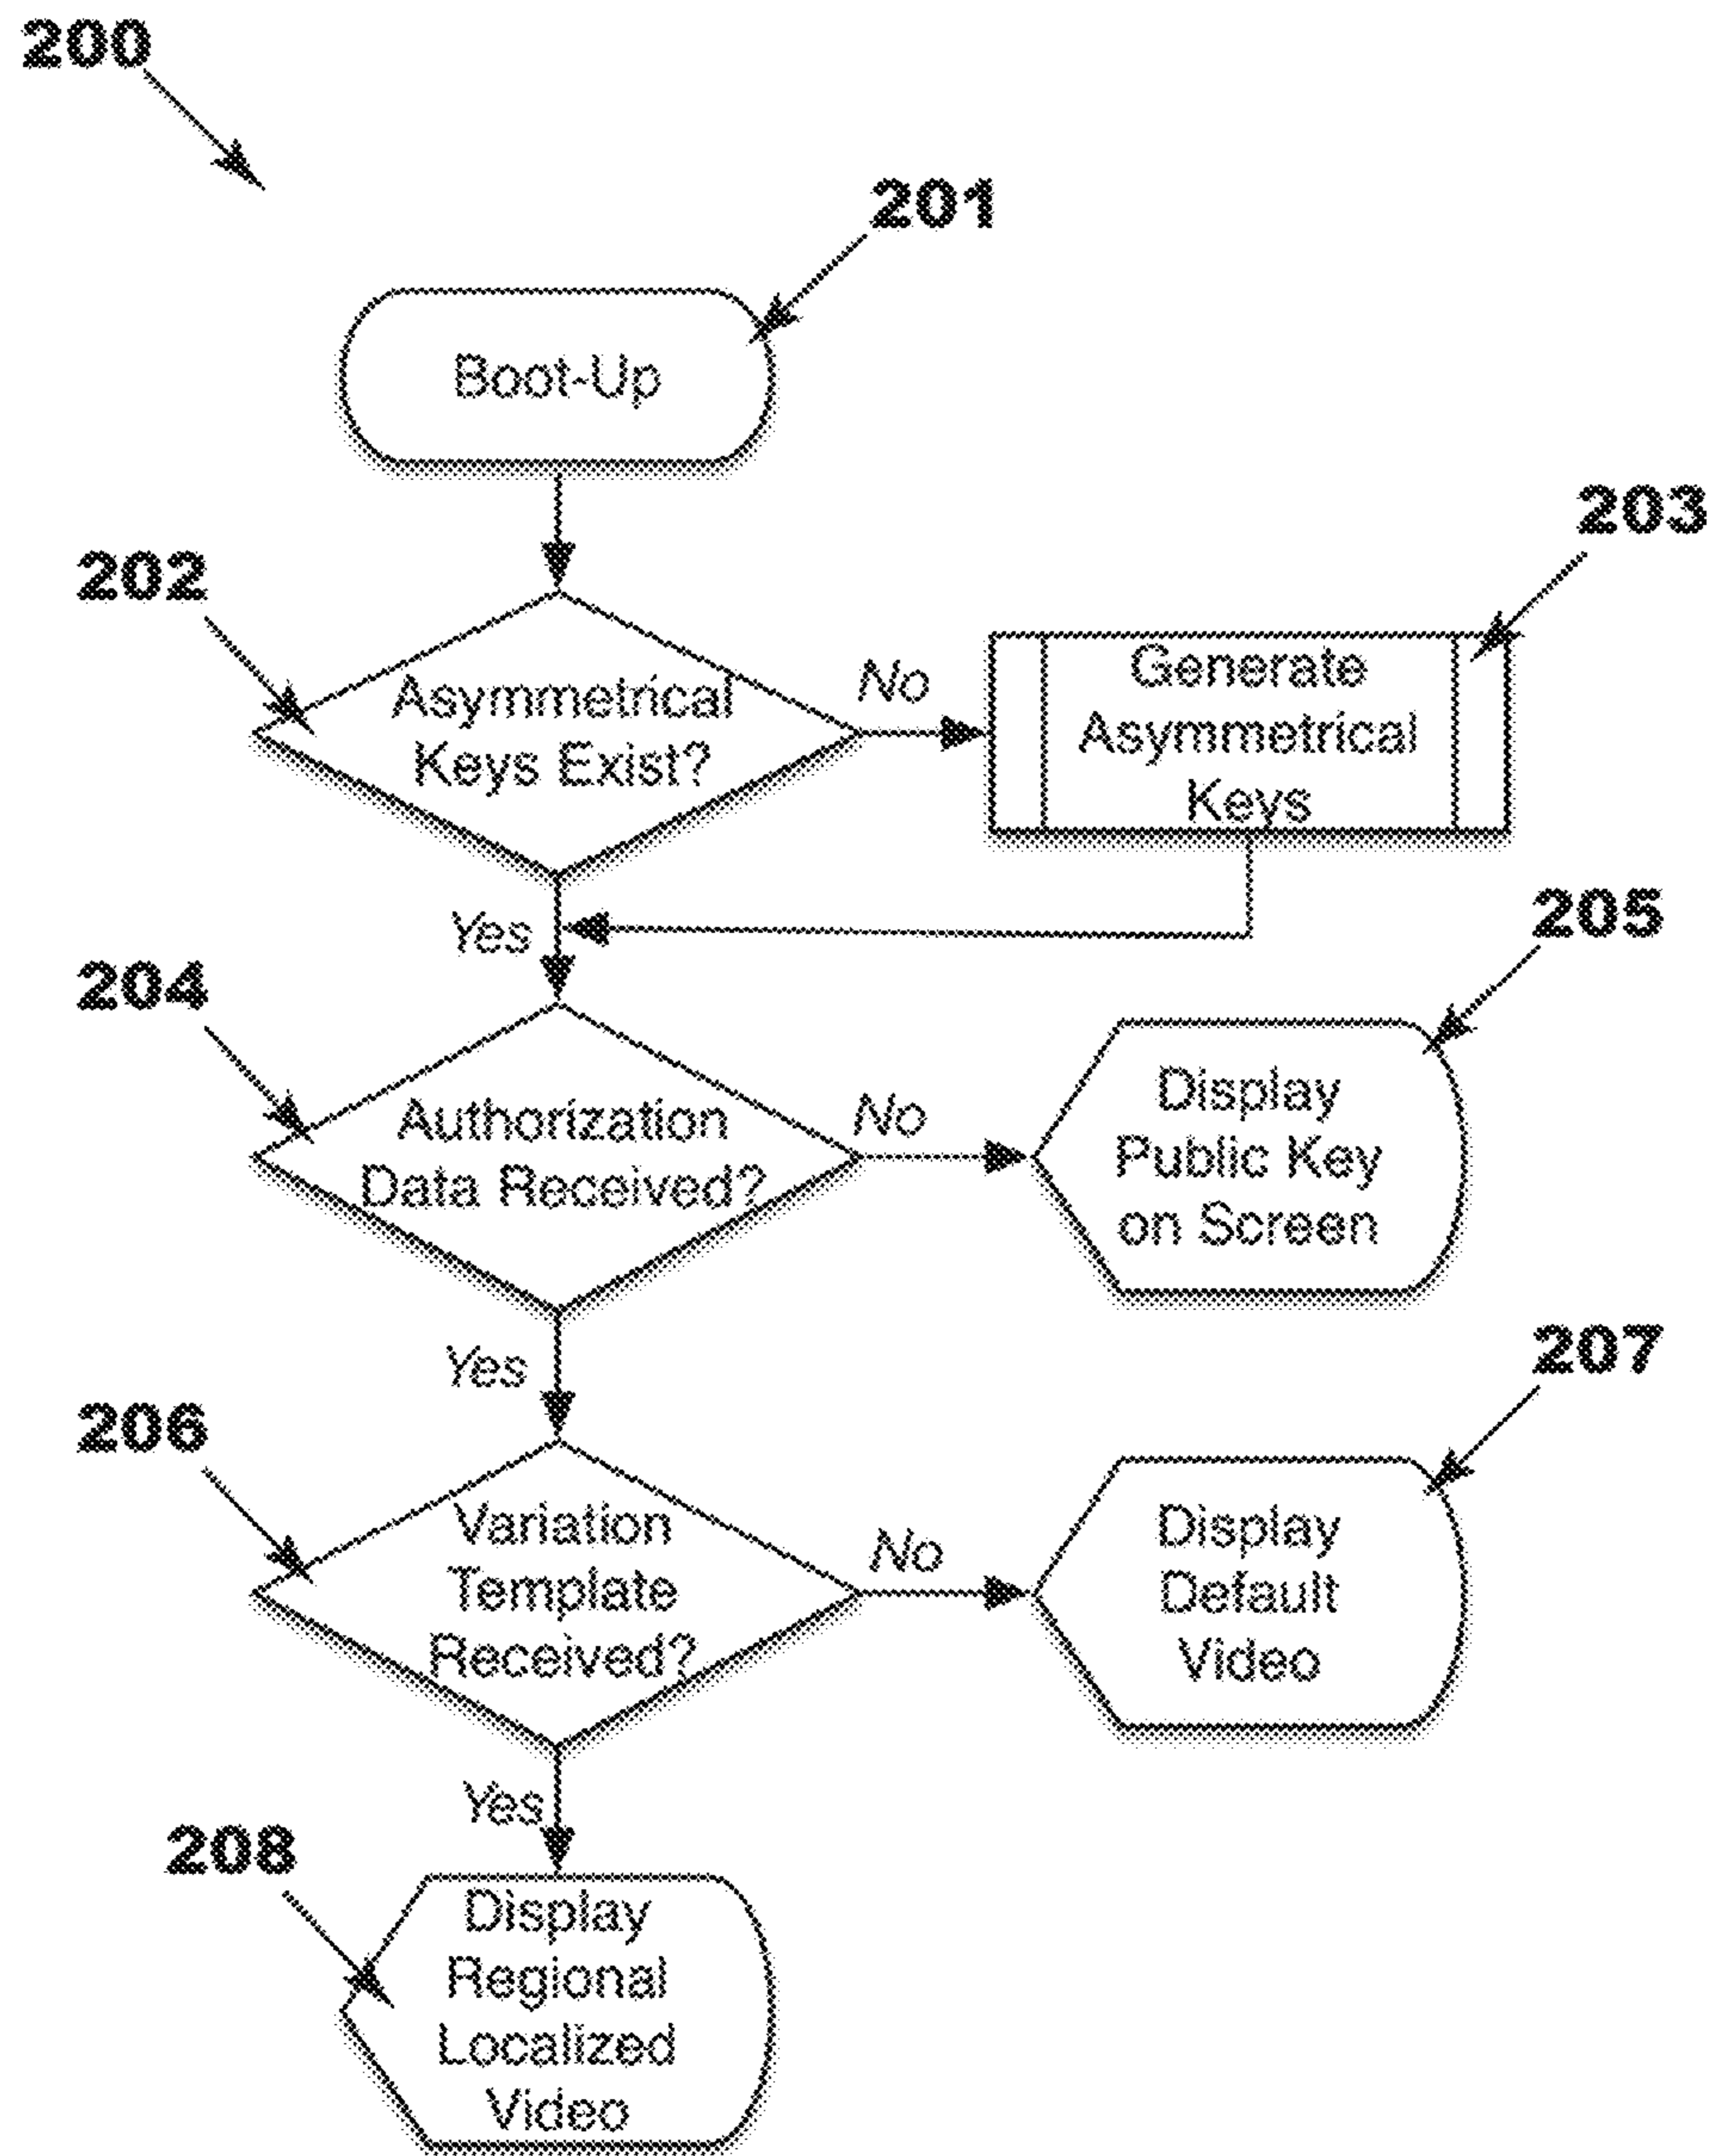 200
201
Boot-Up
203
202
Asymmetrical
Keys Exist?
No
Generate
Asymmetrical
Keys
Yes
205
204
Authorization
Data Received?
No
Display
Public Key
on Screen
Yes
207
206
Variation
Template
Received?
No
Display
Default
Video
Yes
208
Display
Regional
Localized
Video